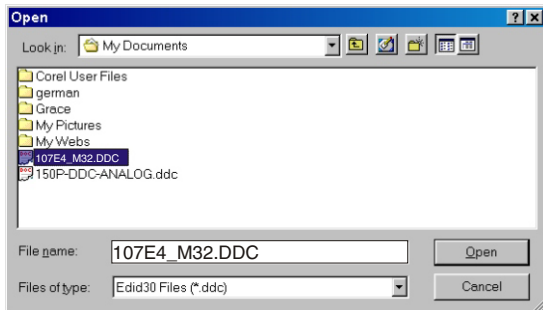 Open
Look in: My Documents
Corel User Files
german
Grace
My Pictures
My Webs
107E4_M32.DDC
150P-DDC-ANALOG.ddc
File name: 107E4_M32.DDC Open
Files of type: Edid30 Files (*.ddc) Cancel